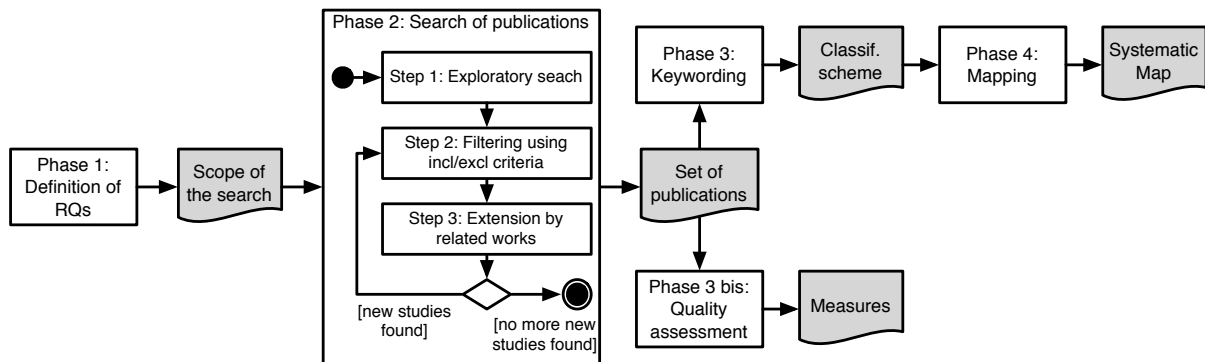 Phase 1:
Definition of
RQs
Scope of
the search
Phase 2: Search of publications
Step 1: Exploratory seach
Step 2: Filtering using
incl/excl criteria
Step 3: Extension by
related works
[new studies
found]
[no more new
studies found]
Set of
publications
Phase 3:
Keywording
Classif.
scheme
Phase 4:
Mapping
Systematic
Map
Phase 3 bis:
Quality
assessment
Measures